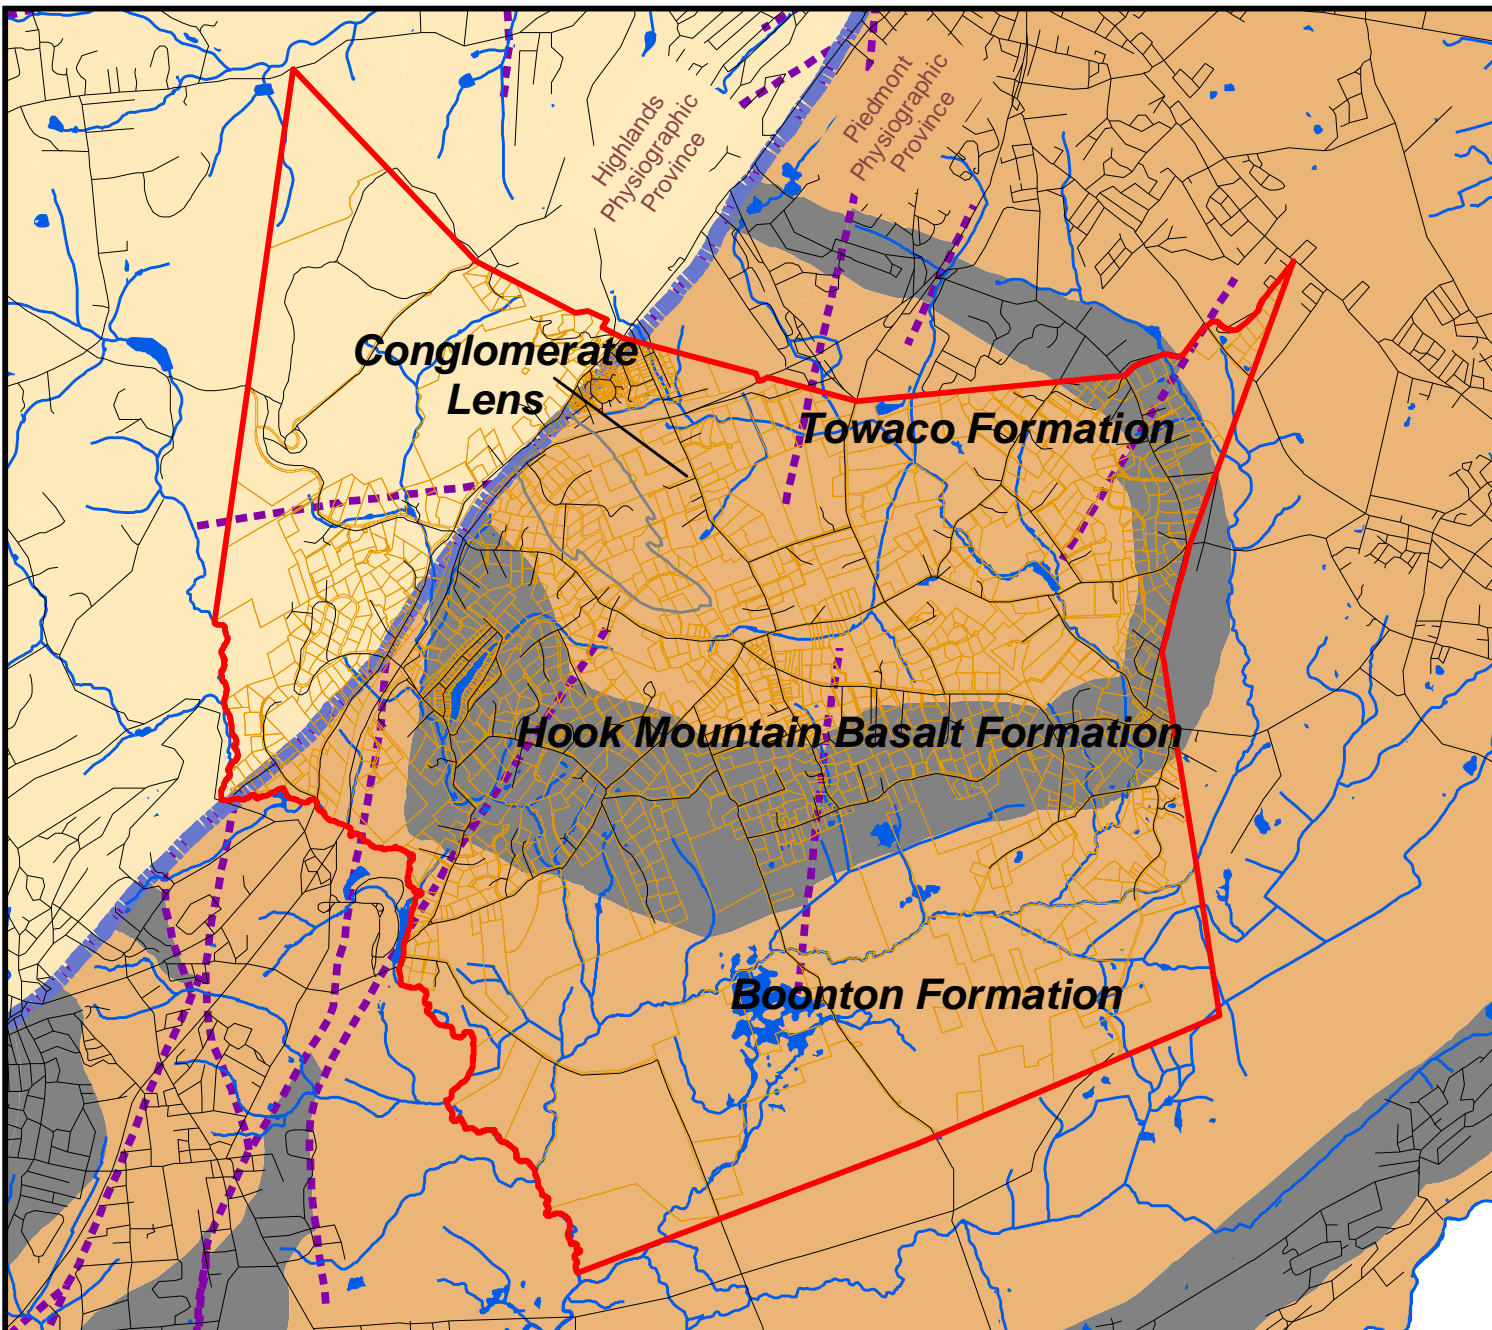 Highlands
Physiographic
Province
Piedmont
Physiographic
Province
Conglomerate
Lens
Towaco Formation
Hook Mountain Basalt Formation
Boonton Formation